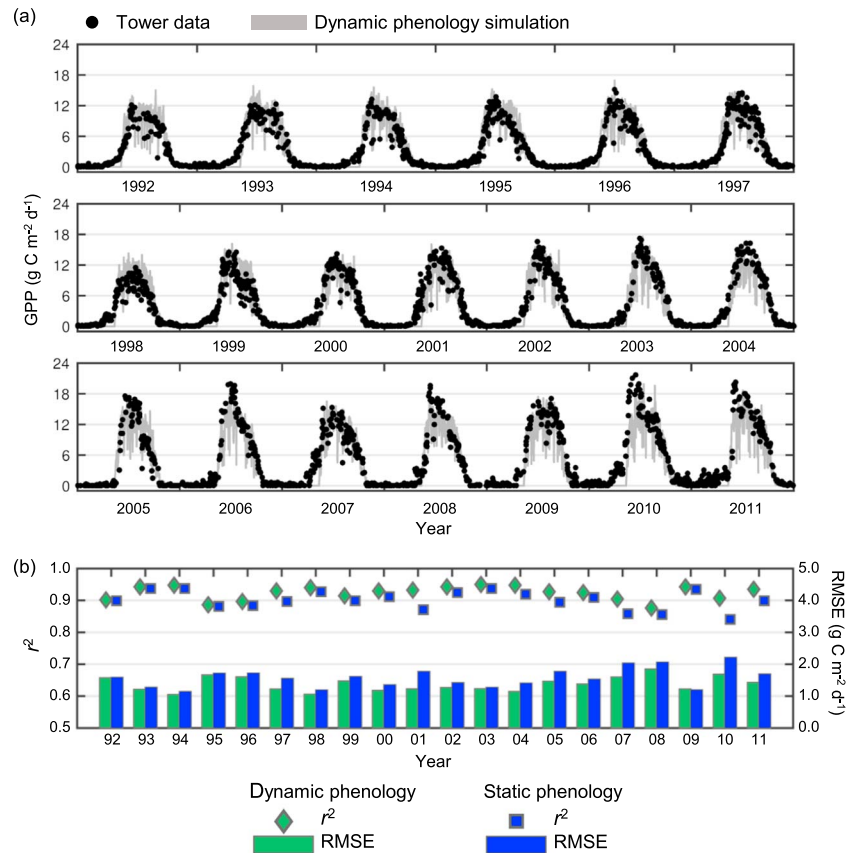 (a)
Tower data
Dynamic phenology simulation
GPP (g C m-2 d-1)
24
18
12
6
0
1992 1993 1994 1995 1996 1997
24
18
12
6
0
1998 1999 2000 2001 2002 2003 2004
24
18
12
6
0
2005 2006 2007 2008 2009 2010 2011
Year
(b)
r2
1.0
0.9
0.8
0.7
0.6
0.5
5.0
4.0
3.0
2.0
1.0
0.0
RMSE (g C m-2 d-1)
92 93 94 95 96 97 98 99 00 01 02 03 04 05 06 07 08 09 10 11
Year
Dynamic phenology
r2
RMSE
Static phenology
r2
RMSE